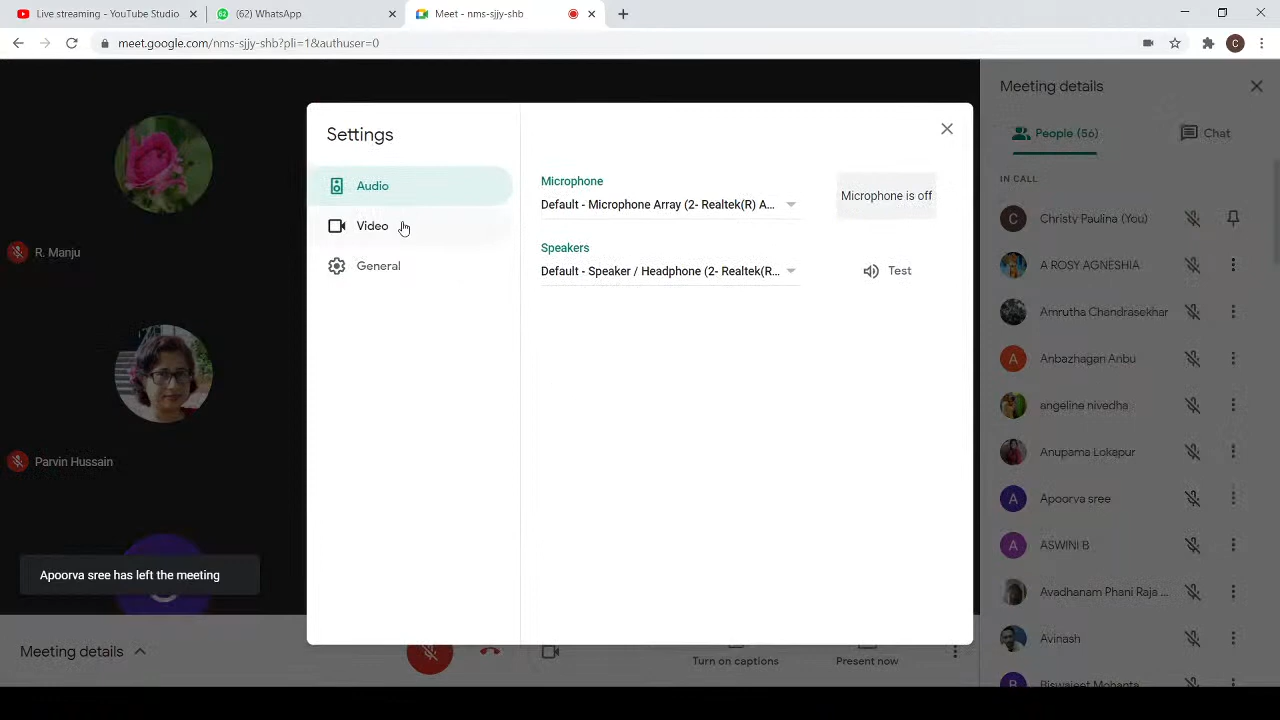 Live streaming - YouTube Studio
(62) WhatsApp
Meet - nms-sjjy-shb
meet.google.com/nms-sjjy-shb?pli=1&authuser=0
C
Settings
Audio
Video
General
Microphone
Default - Microphone Array (2- Realtek(R) A...
Microphone is off
Speakers
Default - Speaker / Headphone (2- Realtek(R...
Test
R. Manju
Parvin Hussain
Apoorva sree has left the meeting
Meeting details
Turn on captions
Present now
Meeting details
People (56)
Chat
IN CALL
C Christy Paulina (You)
A ROSY AGNESHIA
Amrutha Chandrasekhar
A Anbazhagan Anbu
angeline nivedha
Anupama Lokapur
A Apoorva sree
A ASWINI B
Avadhanam Phani Raja ...
Avinash
B Biswajeet Mohanta